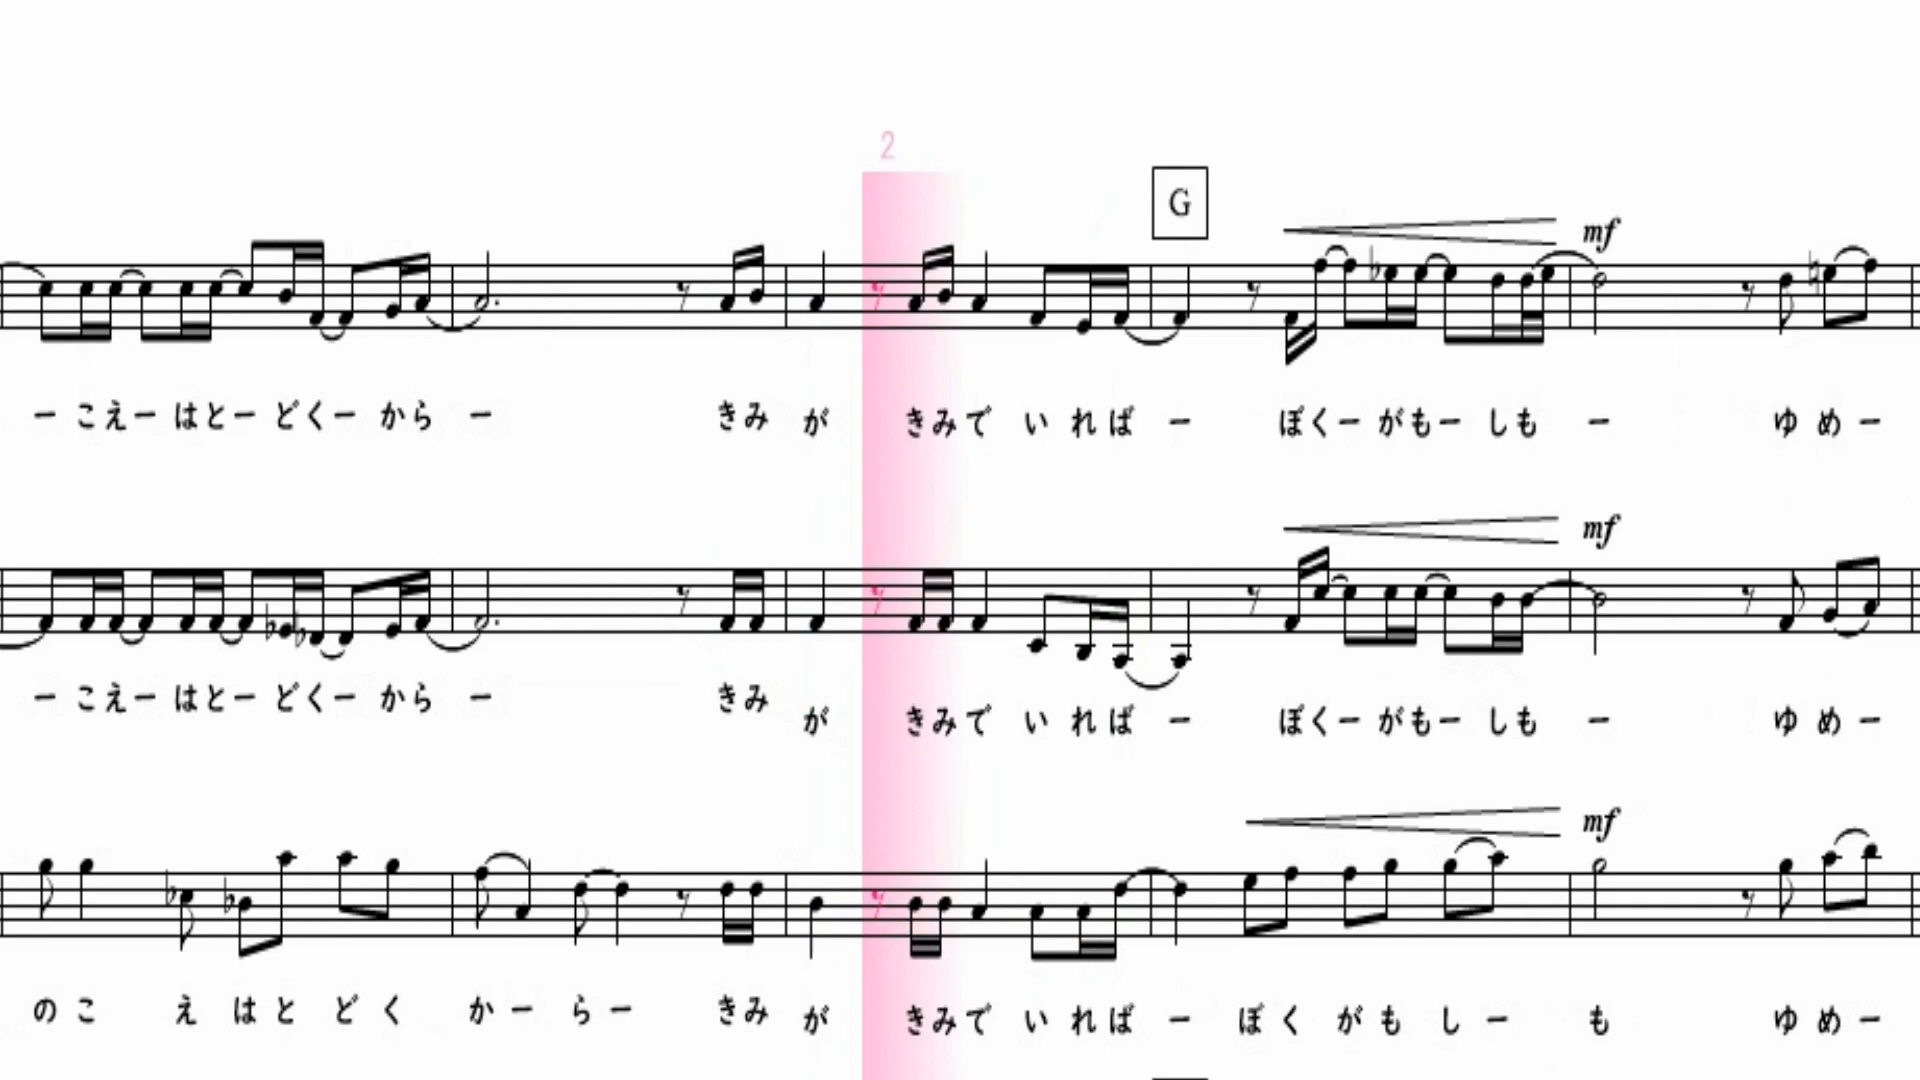 2
G
mf
ー こえー はとー どくー から ー きみ が きみで い れ ば ー ぼくー がもー しも ー ゆ め ー
mf
ー こえー はとー どくー から ー きみ が きみで い れ ば ー ぼくー がもー しも ー ゆ め ー
mf
の こ え は と ど く か ー ら ー きみ が きみで い れ ば ー ぼ く が も し ー も ゆ め ー